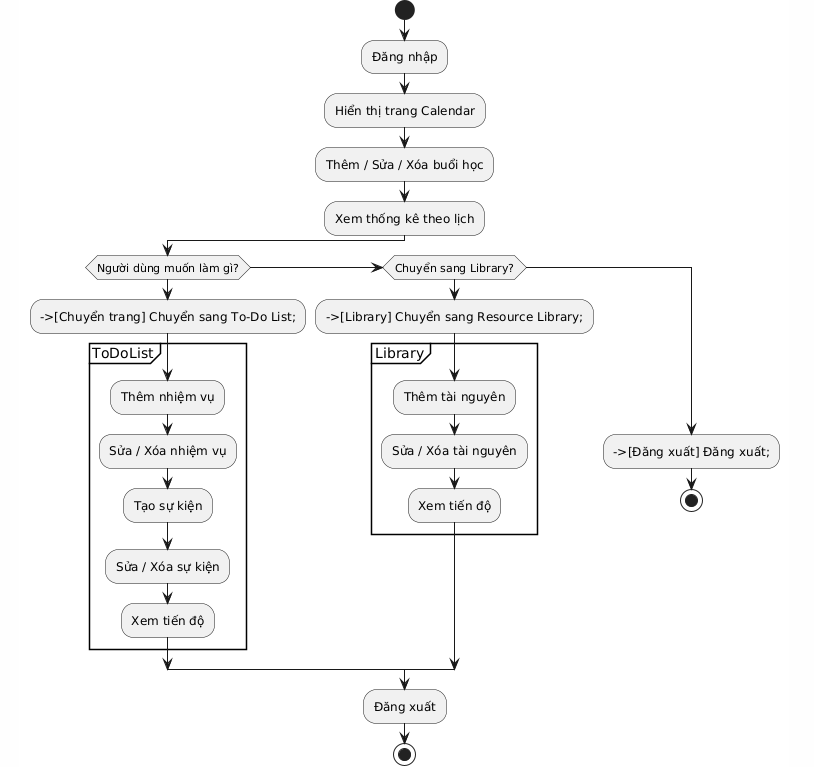 Đăng nhập
Hiển thị trang Calendar
Thêm / Sửa / Xóa buổi học
Xem thống kê theo lịch
Người dùng muốn làm gì?
Chuyển sang Library?
->[Chuyển trang] Chuyển sang To-Do List;
->[Library] Chuyển sang Resource Library;
ToDoList
Thêm nhiệm vụ
Sửa / Xóa nhiệm vụ
Tạo sự kiện
Sửa / Xóa sự kiện
Xem tiến độ
Library
Thêm tài nguyên
Sửa / Xóa tài nguyên
Xem tiến độ
->[Đăng xuất] Đăng xuất;
Đăng xuất